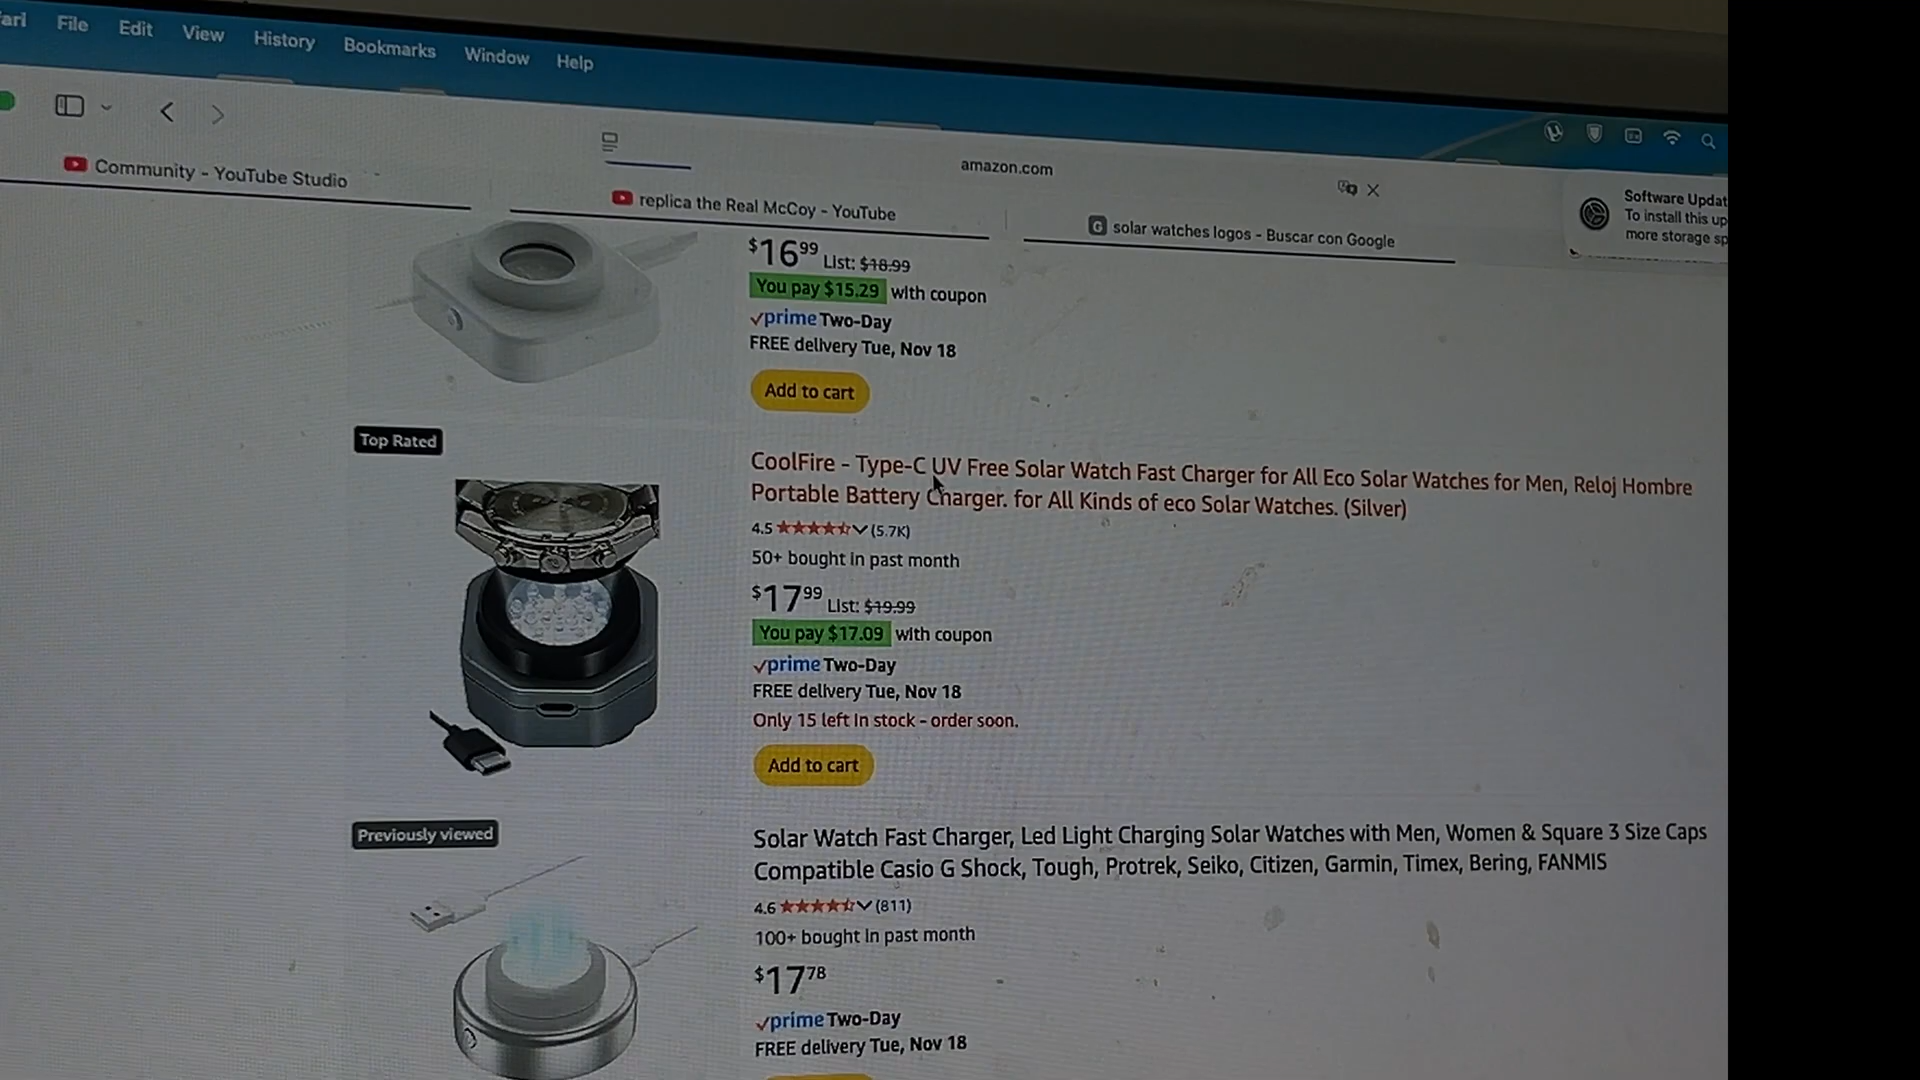 File Edit View History Bookmarks Window Help
amazon.com
Community - YouTube Studio
replica the Real McCoy - YouTube
solar watches logos - Buscar con Google
Software Updat
To install this up
more storage sp
$16.99 List: $18.99
You pay $15.29 with coupon
prime Two-Day
FREE delivery Tue, Nov 18
Add to cart
Top Rated
CoolFire - Type-C UV Free Solar Watch Fast Charger for All Eco Solar Watches for Men, Reloj Hombre
Portable Battery Charger. for All Kinds of eco Solar Watches. (Silver)
4.5 (5.7K)
50+ bought in past month
$17.99 List: $19.99
You pay $17.09 with coupon
prime Two-Day
FREE delivery Tue, Nov 18
Only 15 left in stock - order soon.
Add to cart
Previously viewed
Solar Watch Fast Charger, Led Light Charging Solar Watches with Men, Women & Square 3 Size Caps
Compatible Casio G Shock, Tough, Protrek, Seiko, Citizen, Garmin, Timex, Bering, FANMIS
4.6 (811)
100+ bought in past month
$17.78
prime Two-Day
FREE delivery Tue, Nov 18